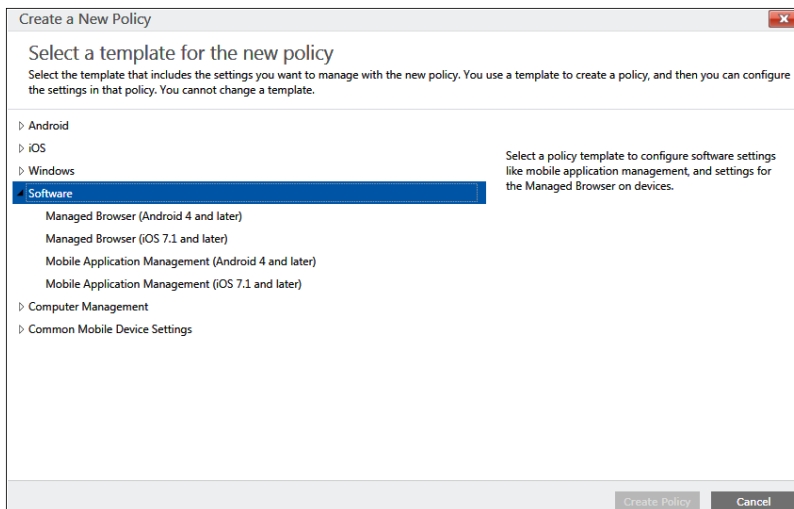 Create a New Policy
Select a template for the new policy
Select the template that includes the settings you want to manage with the new policy. You use a template to create a policy, and then you can configure
the settings in that policy. You cannot change a template.
Android
iOS
Windows
Software
Managed Browser (Android 4 and later)
Managed Browser (iOS 7.1 and later)
Mobile Application Management (Android 4 and later)
Mobile Application Management (iOS 7.1 and later)
Computer Management
Common Mobile Device Settings
Select a policy template to configure software settings
like mobile application management, and settings for
the Managed Browser on devices.
Create Policy
Cancel